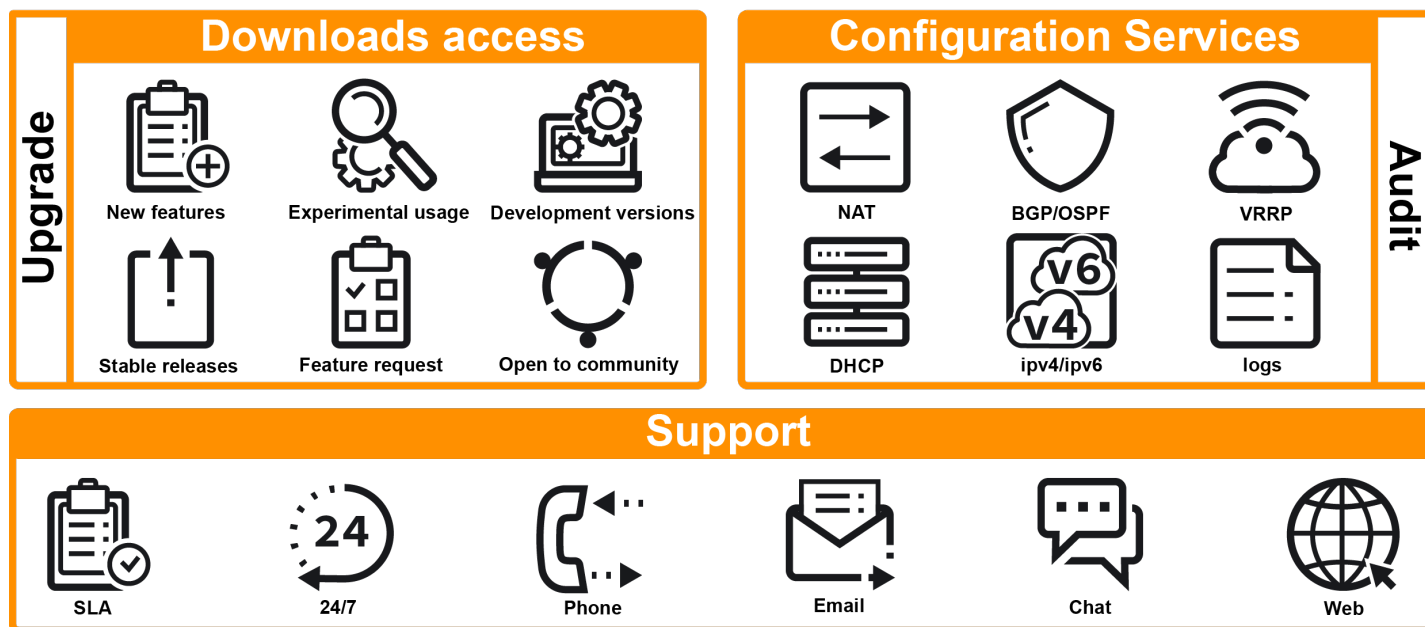 Downloads access
Upgrade
New features
Experimental usage
Development versions
Stable releases
Feature request
Open to community
Configuration Services
Audit
NAT
BGP/OSPF
VRRP
DHCP
v6
v4
ipv4/ipv6
logs
Support
24
SLA
24/7
Phone
Email
Chat
Web